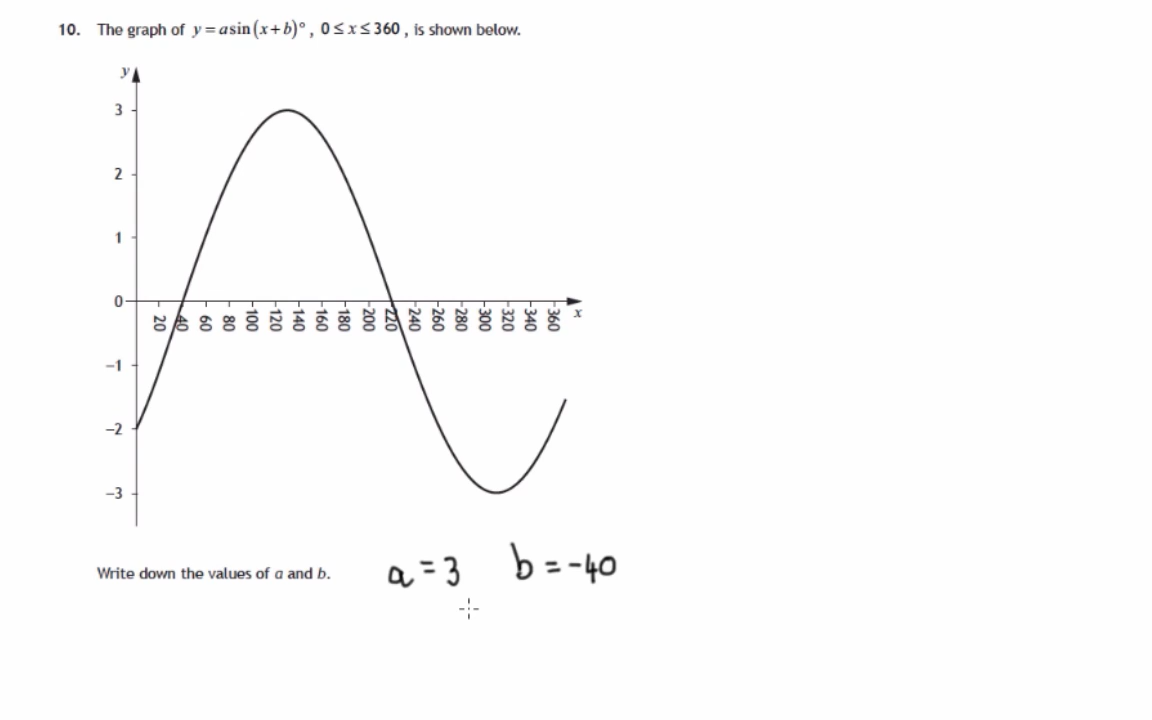 10. The graph of y = a sin (x + b)°, 0 ≤ x ≤ 360, is shown below.
y
3
2
1
0
20 40 60 80 100 120 140 160 180 200 220 240 260 280 300 320 340 360 x
−1
−2
−3
Write down the values of a and b. a = 3 b = -40